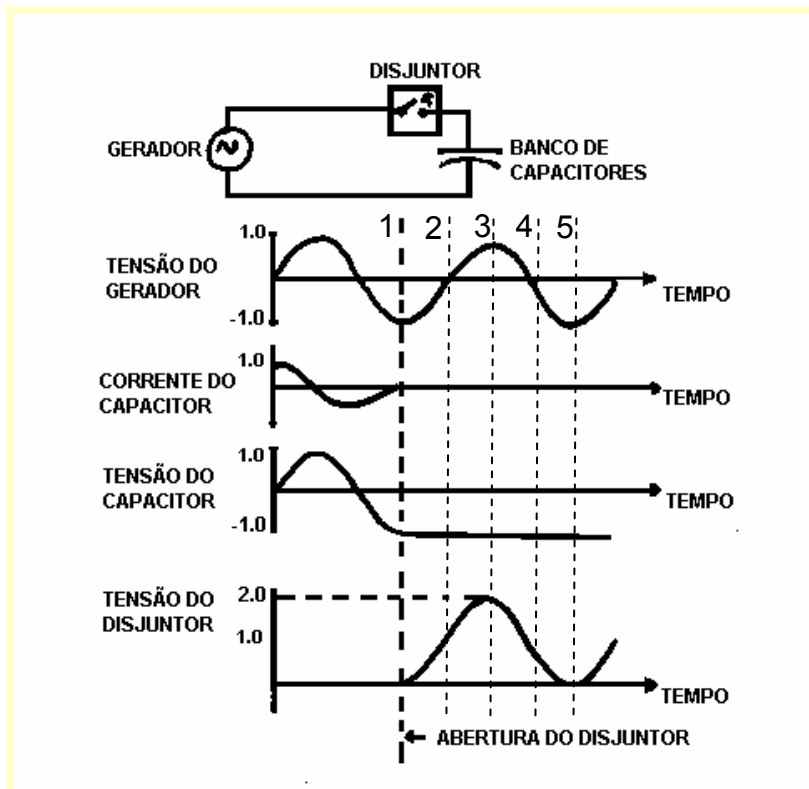 DISJUNTOR
GERADOR
BANCO DE
CAPACITORES
1 2 3 4 5
1.0
TENSÃO DO
GERADOR
TEMPO
-1.0
1.0
CORRENTE DO
CAPACITOR
TEMPO
1.0
TENSÃO DO
CAPACITOR
TEMPO
-1.0
TENSÃO DO
DISJUNTOR
2.0
1.0
TEMPO
ABERTURA DO DISJUNTOR